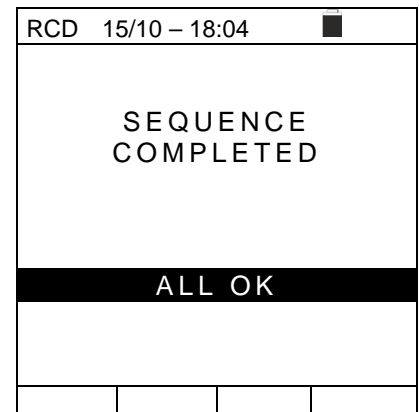 RCD 15/10 – 18:04
SEQUENCE
COMPLETED
ALL OK